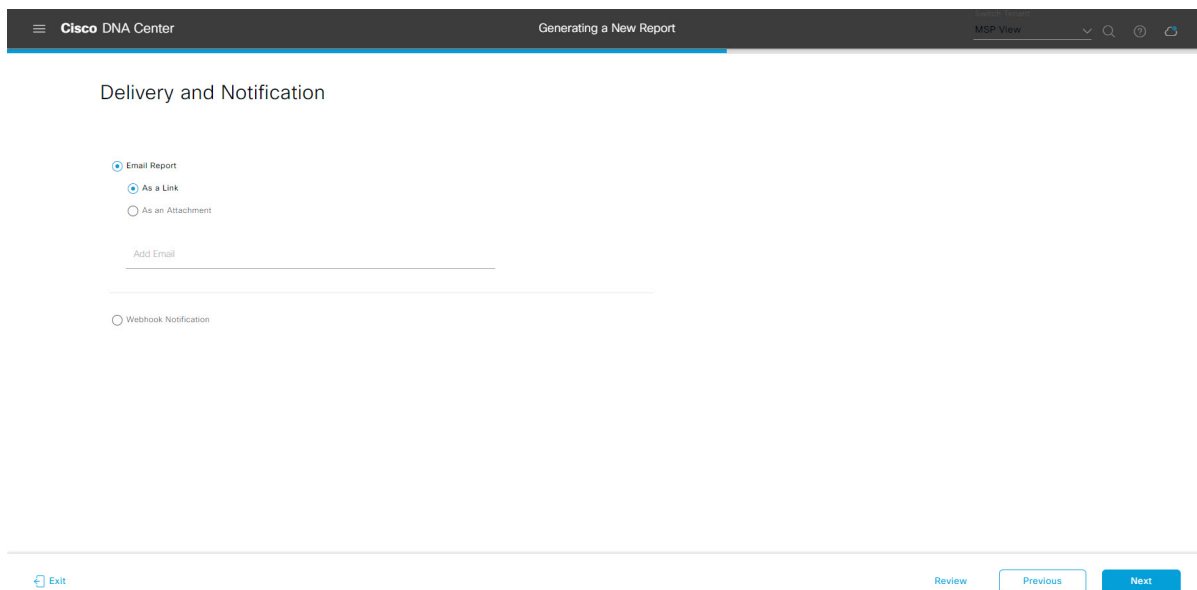 Cisco DNA Center
Generating a New Report
MSP View
Delivery and Notification
Email Report
As a Link
As an Attachment
Add Email
Webhook Notification
Exit
Review
Previous
Next